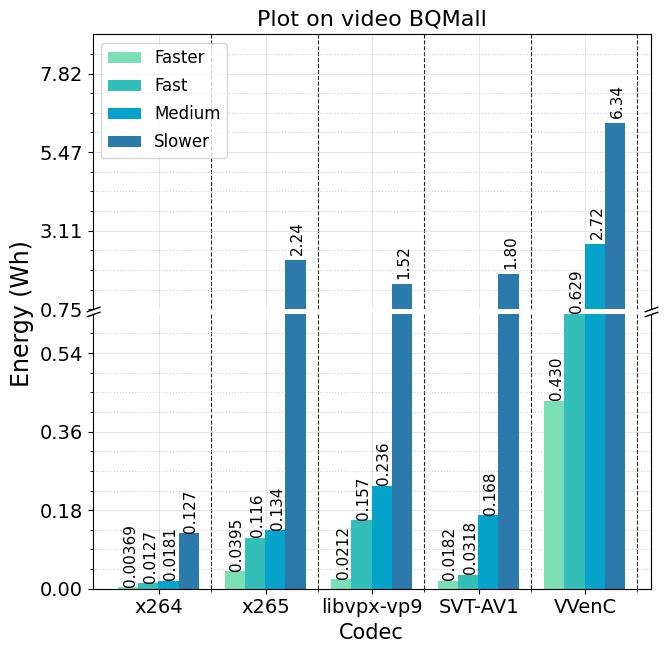 Plot on video BQMall
Faster
Fast
Medium
Slower
Energy (Wh)
7.82
5.47
3.11
0.75
0.54
0.36
0.18
0.00
0.00369
0.0127
0.0181
0.127
0.0395
0.116
0.134
2.24
0.0212
0.157
0.236
1.52
0.0182
0.0318
0.168
1.80
0.430
0.629
2.72
6.34
x264
x265
libvpx-vp9
SVT-AV1
VVenC
Codec